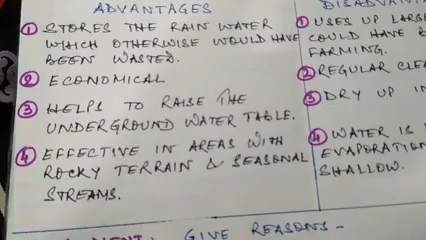 ADVANTAGES
① STORES THE RAIN WATER
WHICH OTHERWISE WOULD HAVE
BEEN WASTED.
② ECONOMICAL
③ HELPS TO RAISE THE
UNDERGROUND WATER TABLE.
④ EFFECTIVE IN AREAS WITH
ROCKY TERRAIN & SEASONAL
STREAMS.
① USES UP
COULD HAVE
FARMING.
② REGULAR
③ DRY UP
④ WATER IS
SHALLOW.
GIVE REASONS -